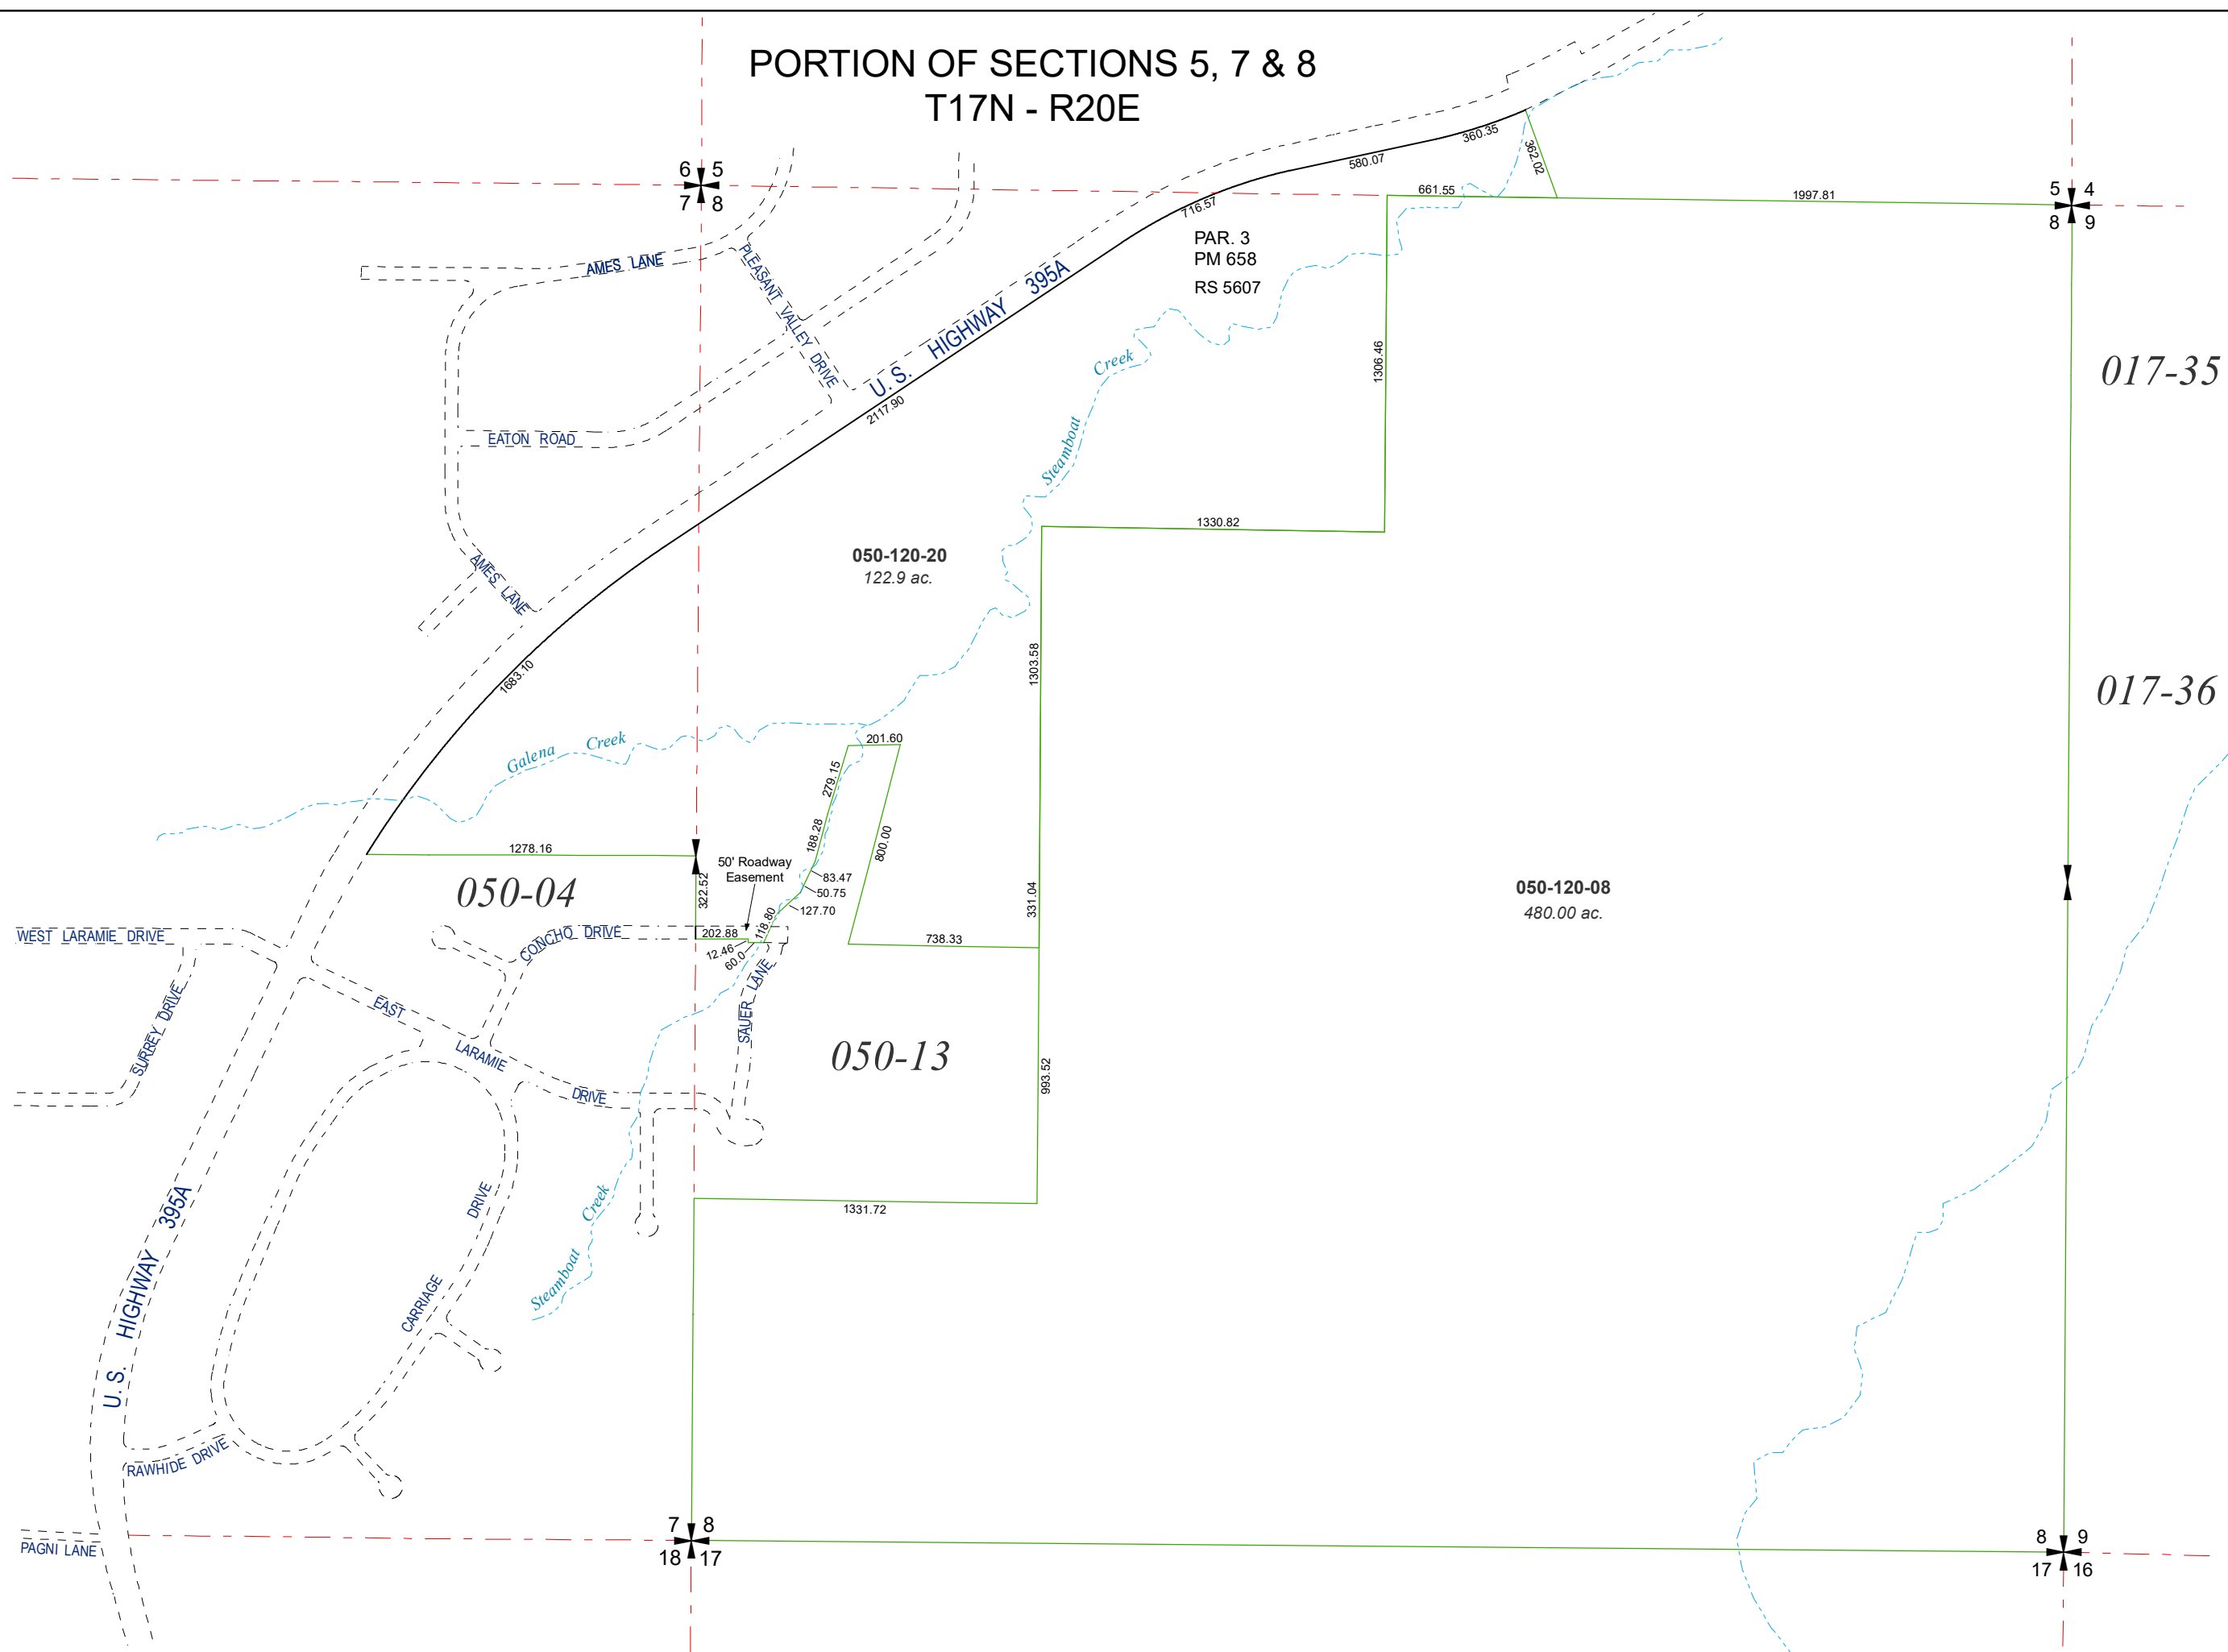 PORTION OF SECTIONS 5, 7 & 8
T17N - R20E
6 5
7 8
5 4
8 9
360.35
580.07
362.02
661.55
1997.81
716.57
PAR. 3
PM 658
RS 5607
AMES LANE
PLEASANT VALLEY DRIVE
U. S. HIGHWAY 395A
2117.90
EATON ROAD
Steamboat Creek
1306.46
017-35
1330.82
050-120-20
122.9 ac.
AMES LANE
1683.10
1303.58
017-36
Galena Creek
201.60
279.15
188.28
800.00
1278.16
50' Roadway
Easement
322.52
83.47
50.75
127.70
118.80
331.04
050-04
050-120-08
480.00 ac.
WEST LARAMIE DRIVE
CONCHO DRIVE
202.88
12.46
60.0
738.33
SURREY DRIVE
EAST LARAMIE DRIVE
SAUER LANE
050-13
993.52
1331.72
U. S. HIGHWAY 395A
CARRIAGE DRIVE
Steamboat Creek
RAWHIDE DRIVE
PAGNI LANE
7 8
18 17
8 9
17 16